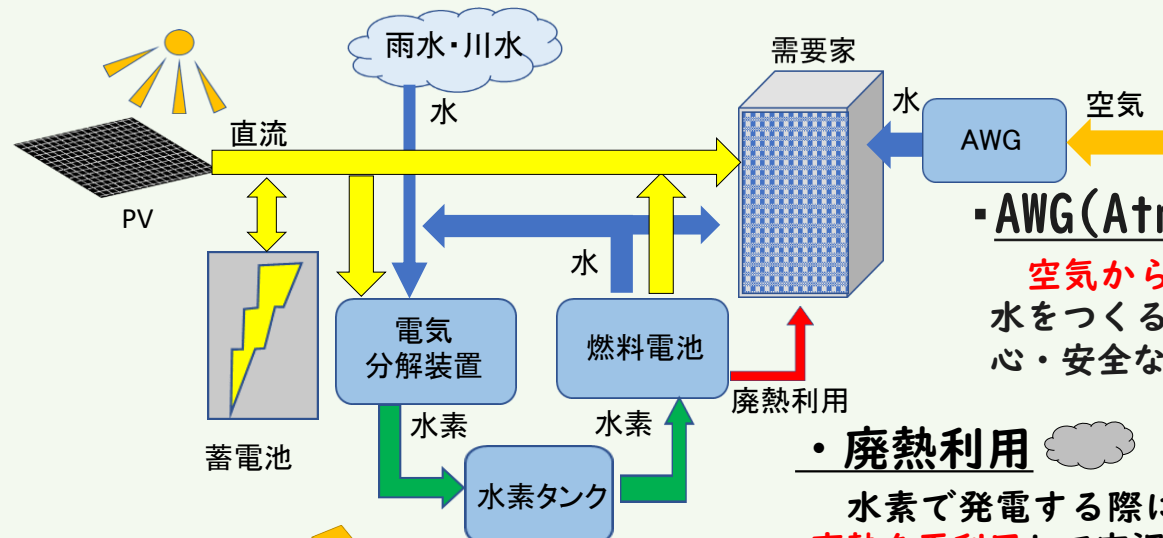 雨水・川水
需要家
水
水
AWG
空気
直流
PV
▪AWG(At
空気から
水をつくる
心・安全な
水
電気
分解装置
燃料電池
廃熱利用
水素
水素
蓄電池
水素タンク
・廃熱利用
水素で発電する際に